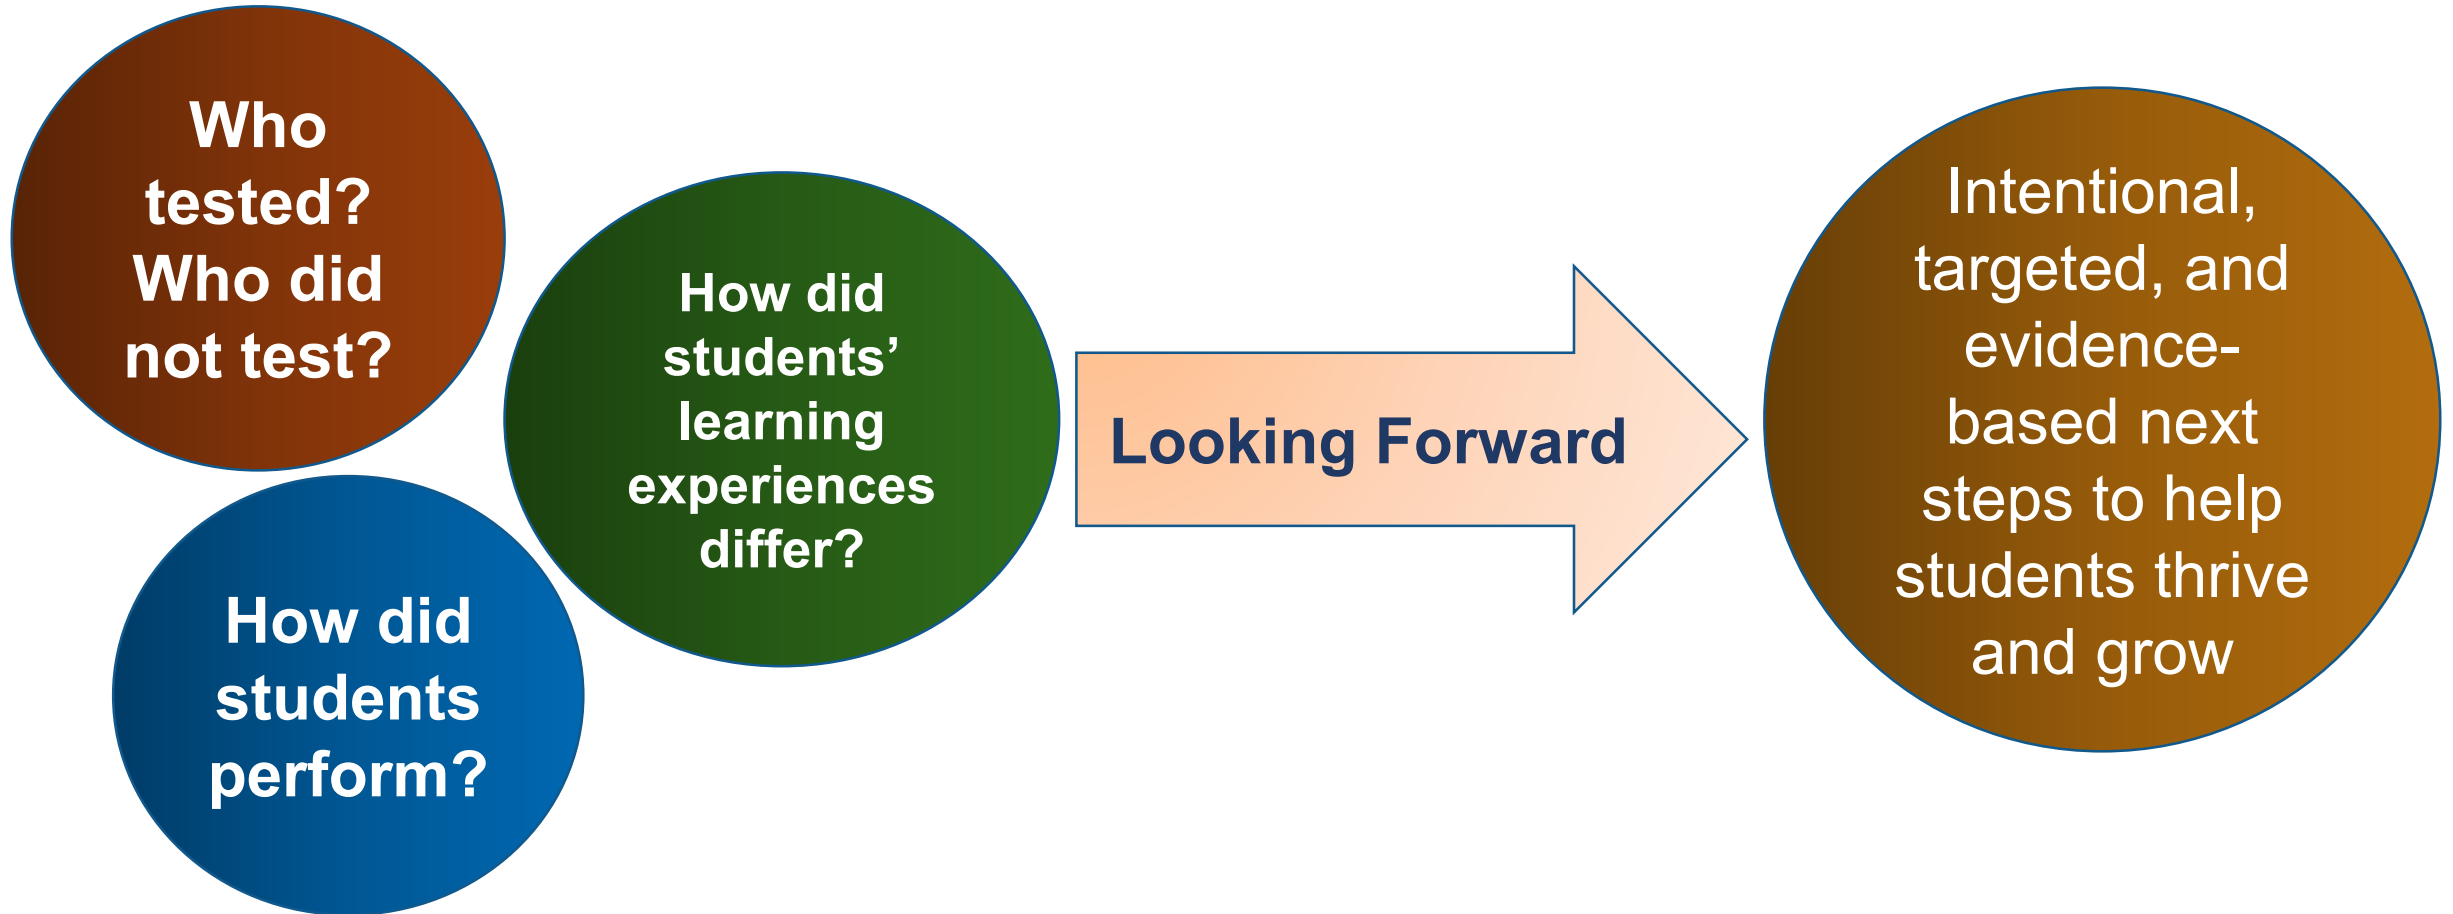 Who
tested?
Who did
not test?
How did
students
perform?
How did
students’
learning
experiences
differ?
Looking Forward
Intentional,
targeted, and
evidence-
based next
steps to help
students thrive
and grow